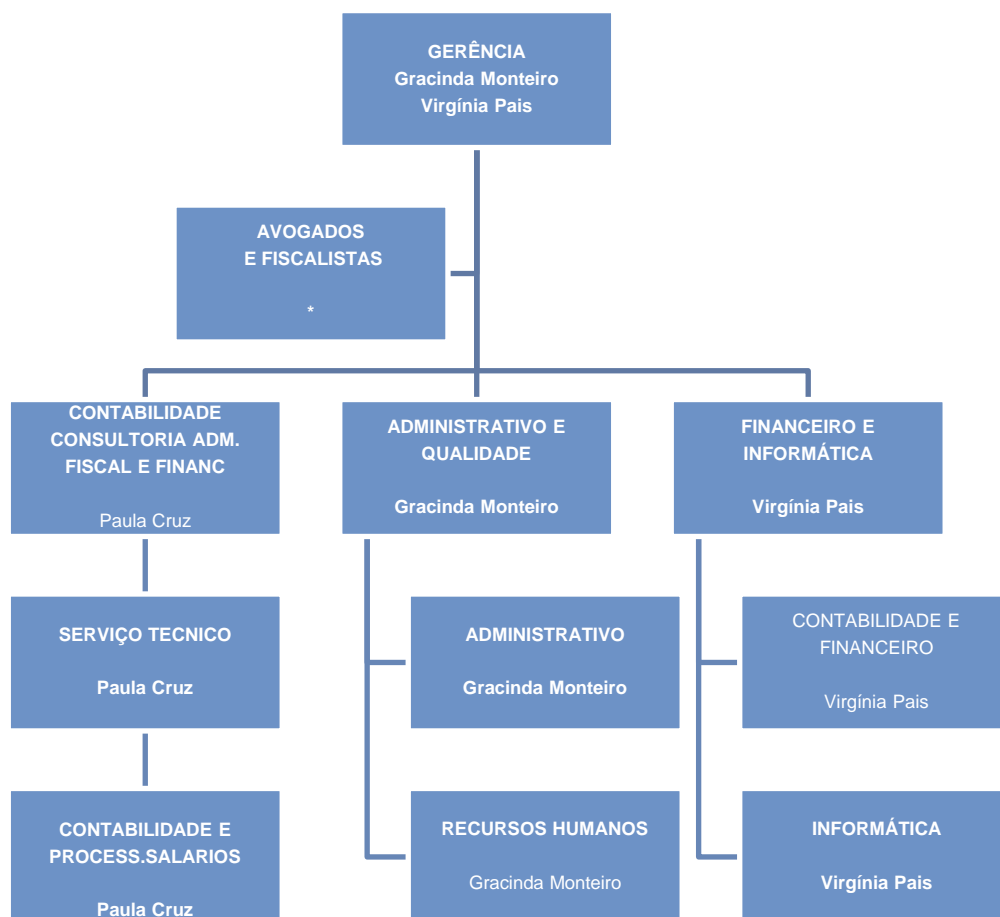 GERÊNCIA
Gracinda Monteiro
Virgínia Pais
AVOGADOS
E FISCALISTAS
*
CONTABILIDADE
CONSULTORIA ADM.
FISCAL E FINANC
Paula Cruz
ADMINISTRATIVO E
QUALIDADE
Gracinda Monteiro
FINANCEIRO E
INFORMÁTICA
Virgínia Pais
SERVIÇO TECNICO
Paula Cruz
ADMINISTRATIVO
Gracinda Monteiro
CONTABILIDADE E
FINANCEIRO
Virgínia Pais
CONTABILIDADE E
PROCESS.SALARIOS
Paula Cruz
RECURSOS HUMANOS
Gracinda Monteiro
INFORMÁTICA
Virgínia Pais